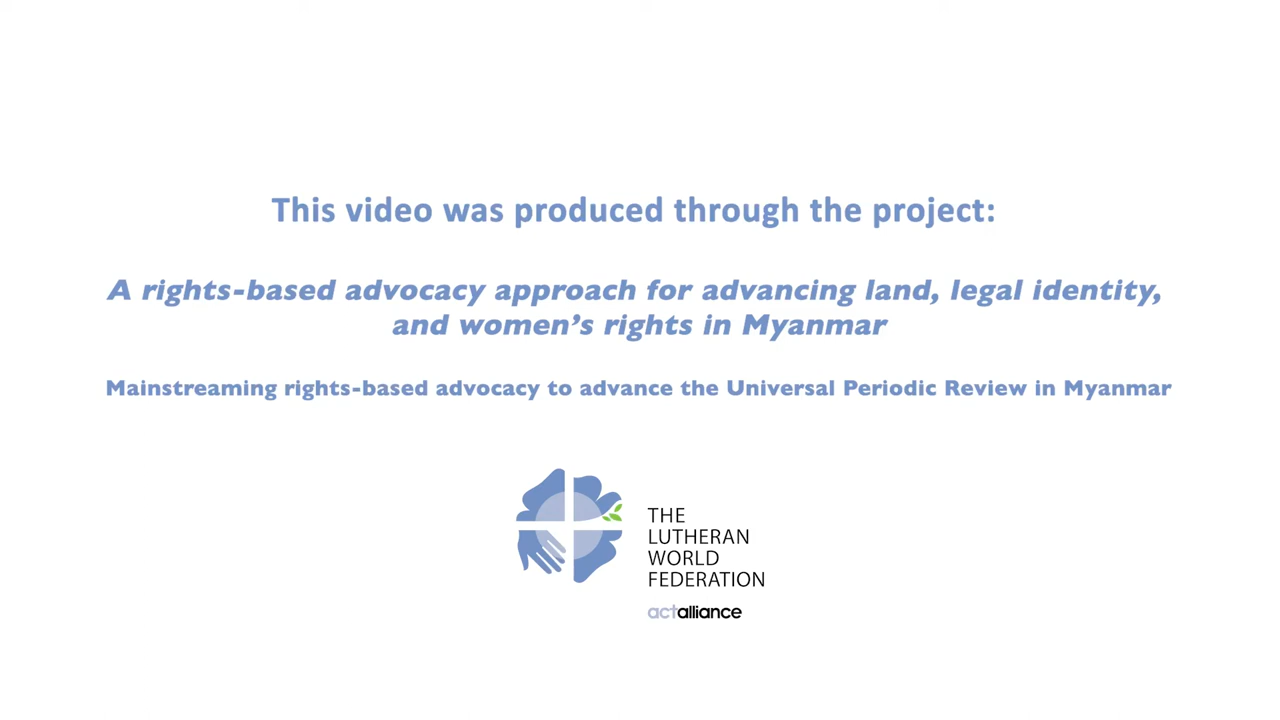 This video was produced through the project:
A rights-based advocacy approach for advancing land, legal identity,
and women’s rights in Myanmar
Mainstreaming rights-based advocacy to advance the Universal Periodic Review in Myanmar
THE
LUTHERAN
WORLD
FEDERATION
actalliance